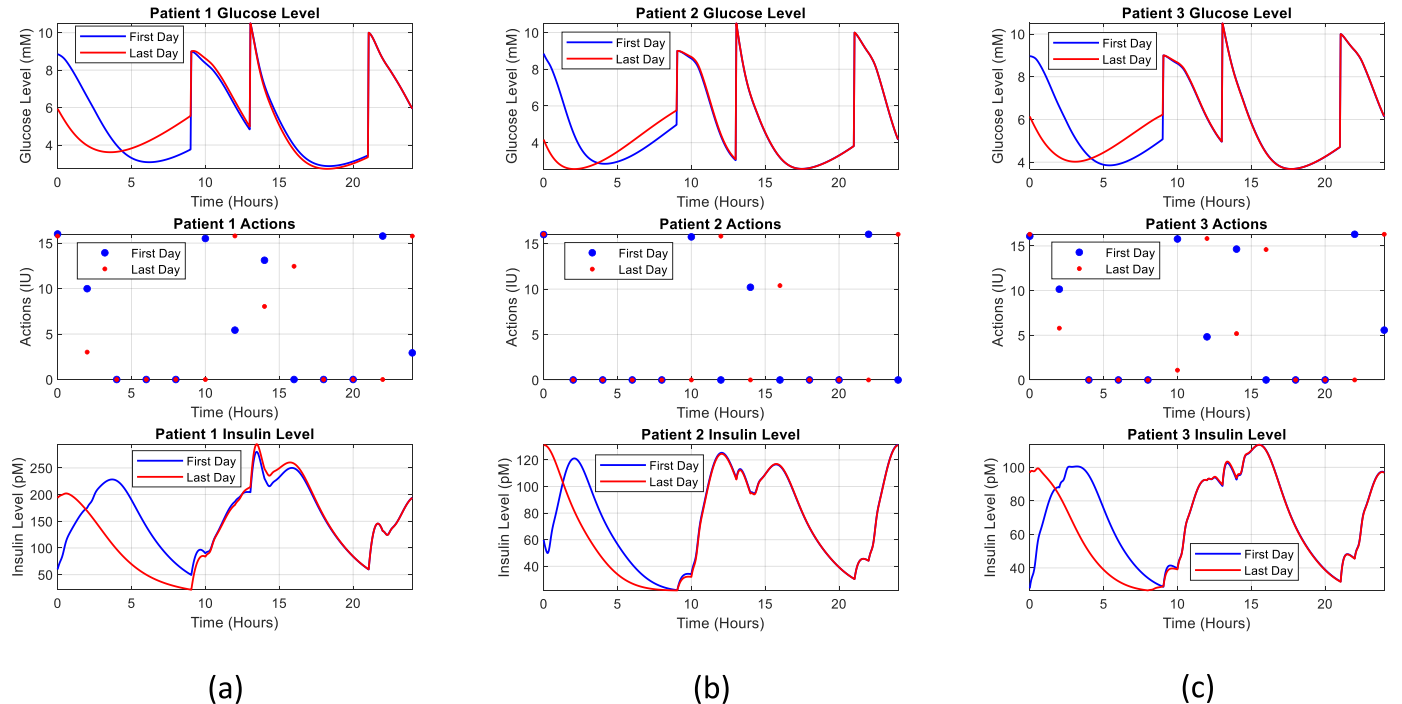 Patient 1 Glucose Level
Glucose Level (mM)
10
8
6
4
First Day
Last Day
0 5 10 15 20
Time (Hours)
Patient 1 Actions
Actions (IU)
15
10
5
0
First Day
Last Day
0 5 10 15 20
Time (Hours)
Patient 1 Insulin Level
Insulin Level (pM)
250
200
150
100
50
First Day
Last Day
0 5 10 15 20
Time (Hours)
(a)
Patient 2 Glucose Level
Glucose Level (mM)
10
8
6
4
First Day
Last Day
0 5 10 15 20
Time (Hours)
Patient 2 Actions
Actions (IU)
15
10
5
0
First Day
Last Day
0 5 10 15 20
Time (Hours)
Patient 2 Insulin Level
Insulin Level (pM)
120
100
80
60
40
First Day
Last Day
0 5 10 15 20
Time (Hours)
(b)
Patient 3 Glucose Level
Glucose Level (mM)
10
8
6
4
First Day
Last Day
0 5 10 15 20
Time (Hours)
Patient 3 Actions
Actions (IU)
15
10
5
0
First Day
Last Day
0 5 10 15 20
Time (Hours)
Patient 3 Insulin Level
Insulin Level (pM)
100
80
60
40
First Day
Last Day
0 5 10 15 20
Time (Hours)
(c)